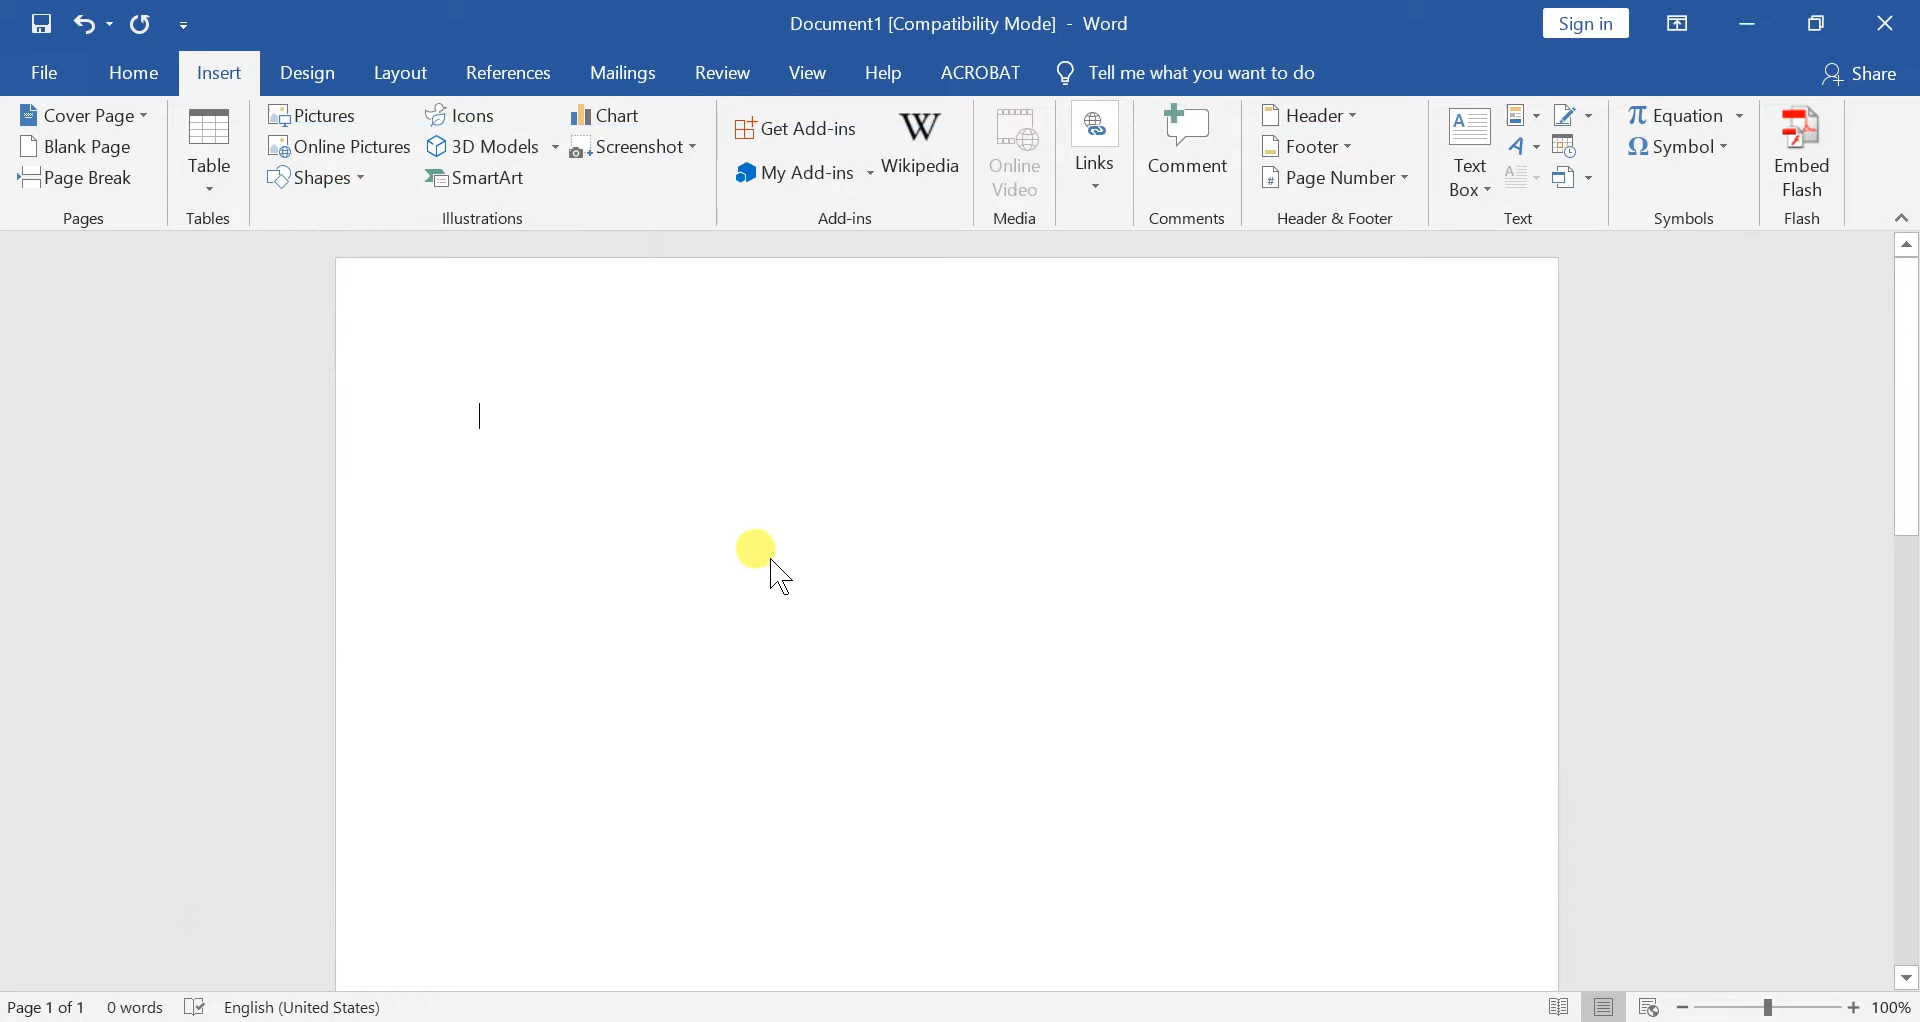 Document1 [Compatibility Mode] - Word
Sign in
File Home Insert Design Layout References Mailings Review View Help ACROBAT Tell me what you want to do
Share
Cover Page
Blank Page
Page Break
Pages
Table
Tables
Pictures
Online Pictures
Shapes
Icons
3D Models
SmartArt
Chart
Screenshot
Illustrations
Get Add-ins
My Add-ins
W
Wikipedia
Add-ins
Online
Video
Media
Links
Comment
Comments
Header
Footer
Page Number
Header & Footer
Text
Box
Text
Equation
Symbol
Symbols
Embed
Flash
Flash
Page 1 of 1 0 words English (United States)
100%